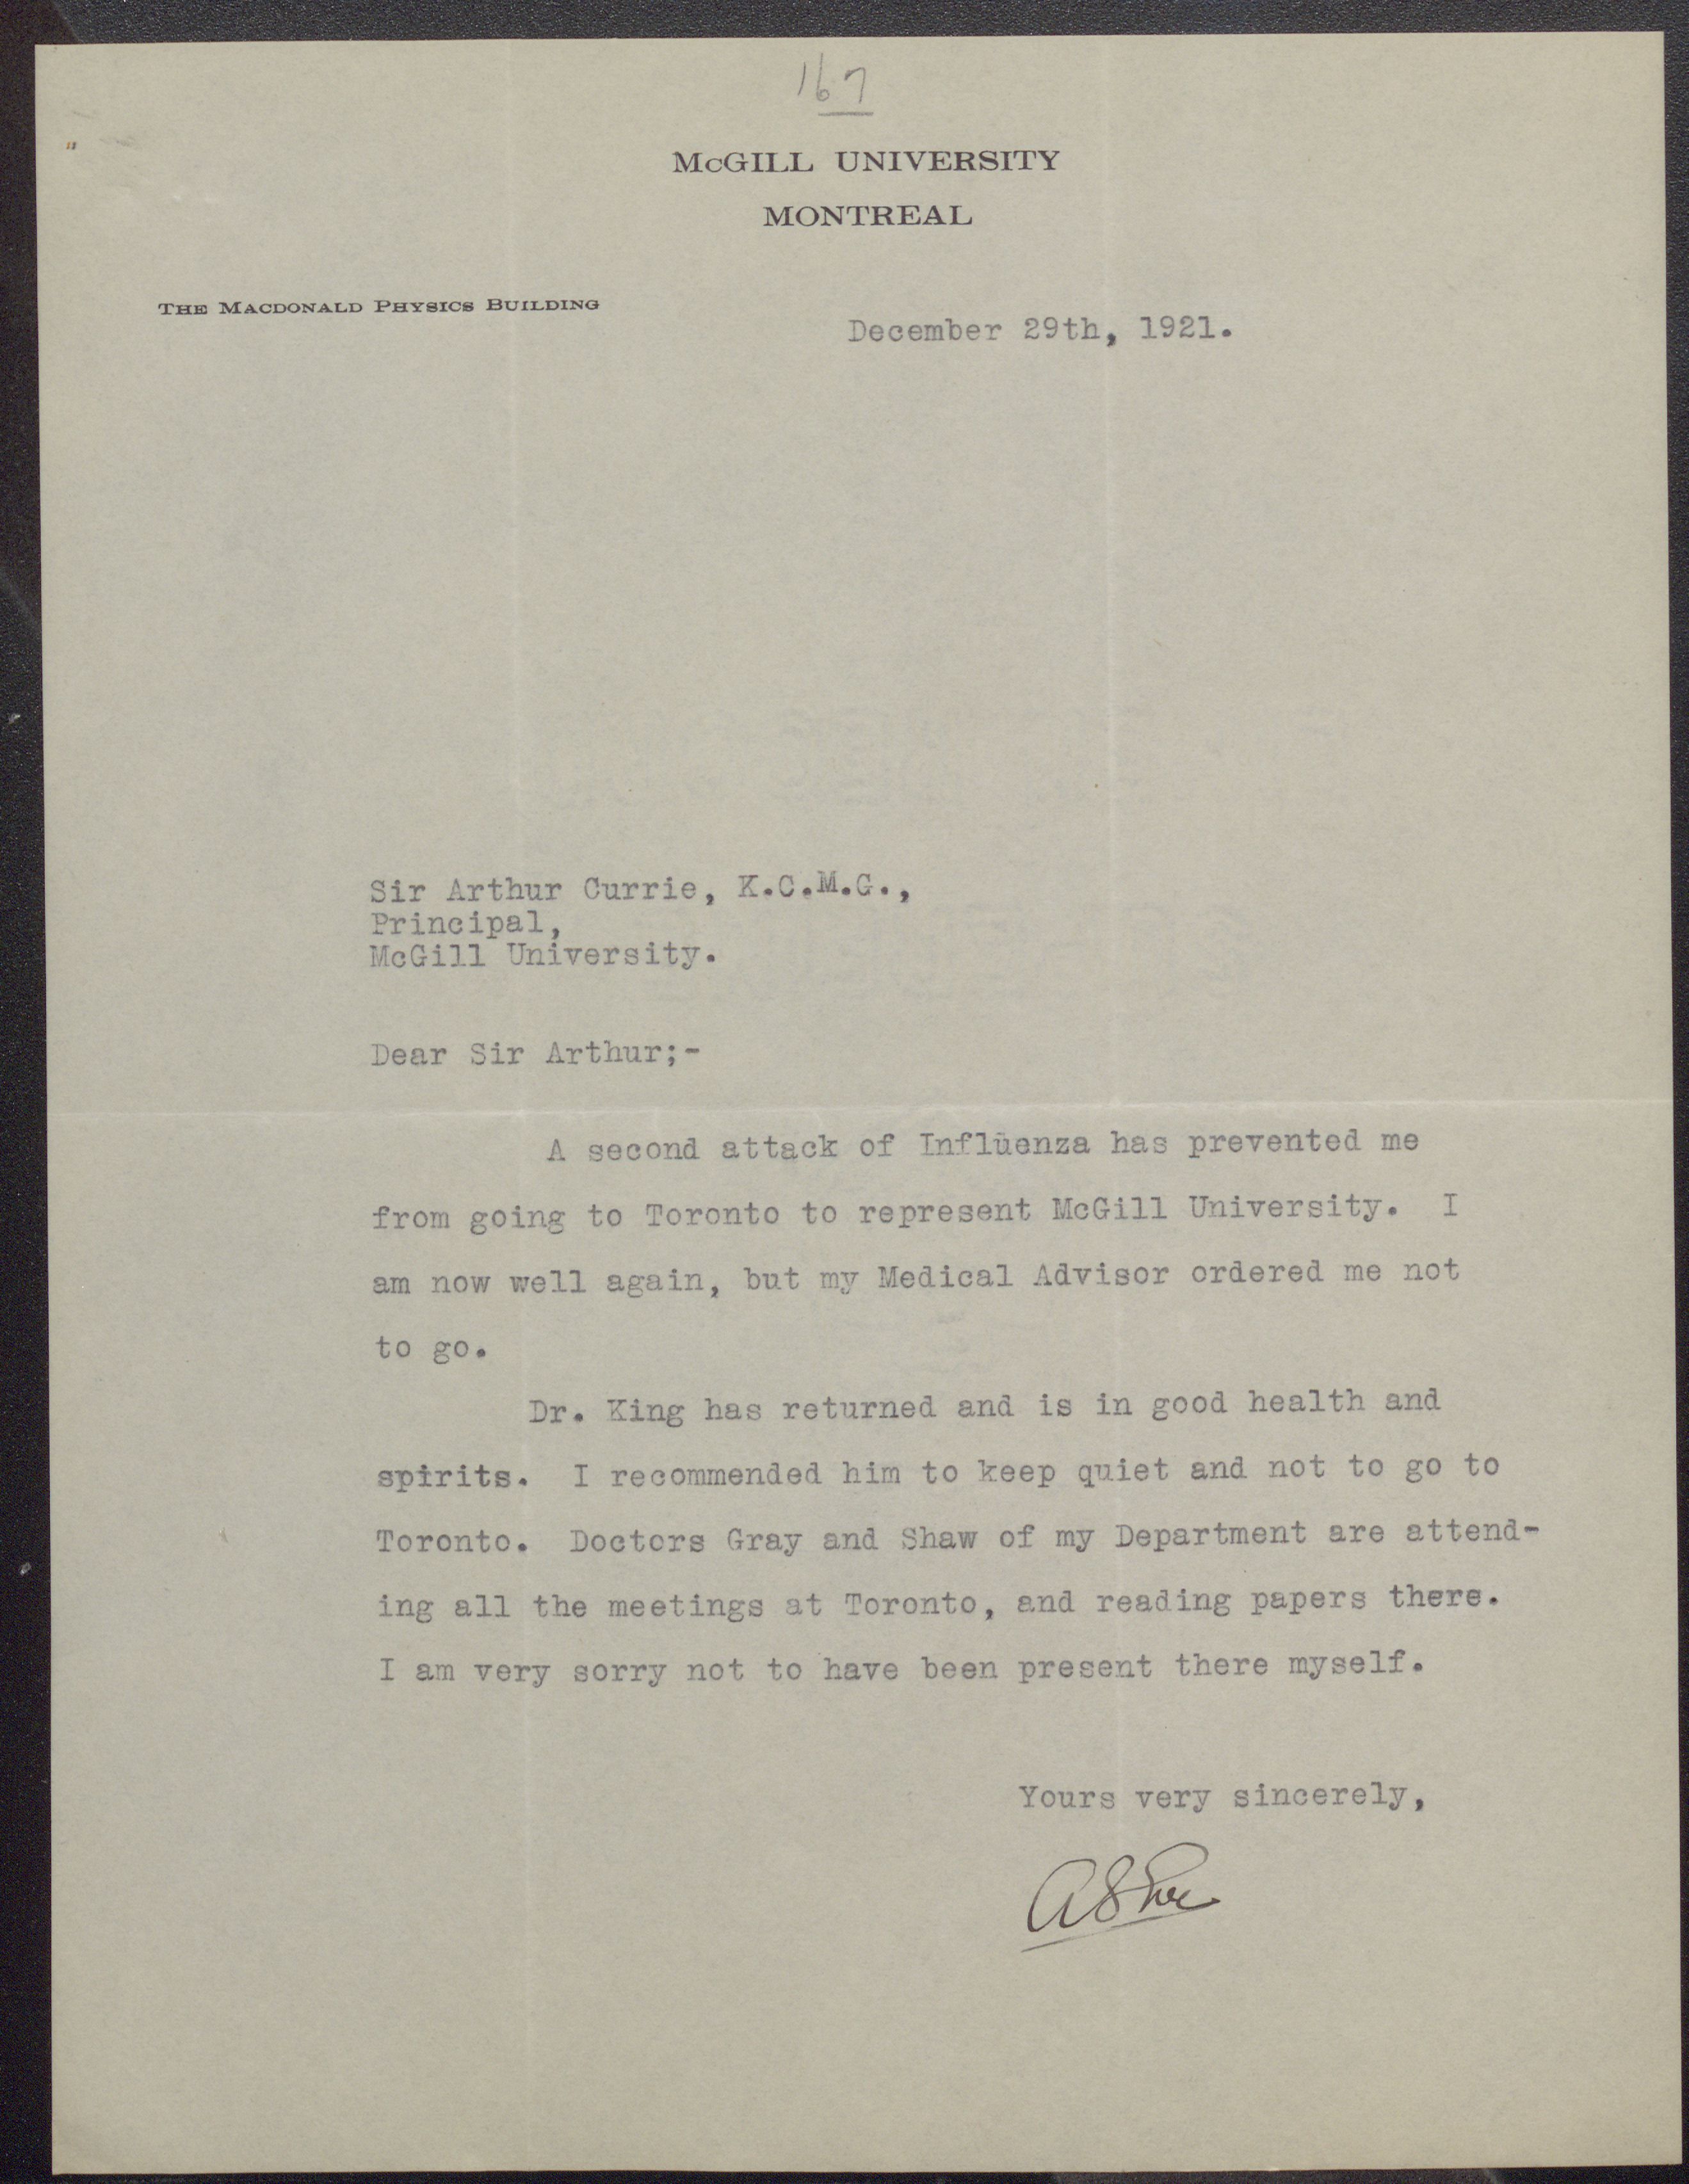 167
McGILL UNIVERSITY
MONTREAL
THE MACDONALD PHYSICS BUILDING
December 29th, 1921.
Sir Arthur Currie, K.C.M.G.,
Principal,
McGill University.
Dear Sir Arthur;-
A second attack of Inflüenza has prevented me
from going to Toronto to represent McGill University. I
am now well again, but my Medical Advisor ordered me not
to go.
Dr. King has returned and is in good health and
spirits. I recommended him to keep quiet and not to go to
Toronto. Doctors Gray and Shaw of my Department are attend-
ing all the meetings at Toronto, and reading papers there.
I am very sorry not to have been present there myself.
Yours very sincerely,
AS Eve